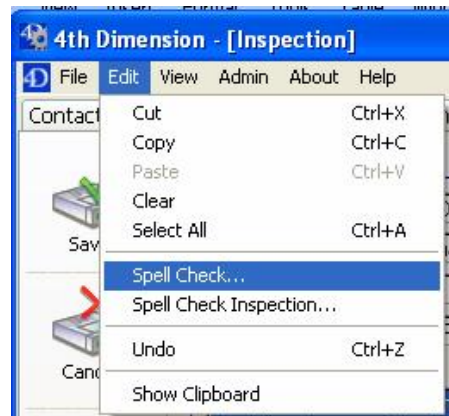 4th Dimension - [Inspection]
File Edit View Admin About Help
Contact
Cut Ctrl+X
Copy Ctrl+C
Paste Ctrl+V
Clear
Select All Ctrl+A
Sav
Spell Check...
Spell Check Inspection...
Undo Ctrl+Z
Canc
Show Clipboard